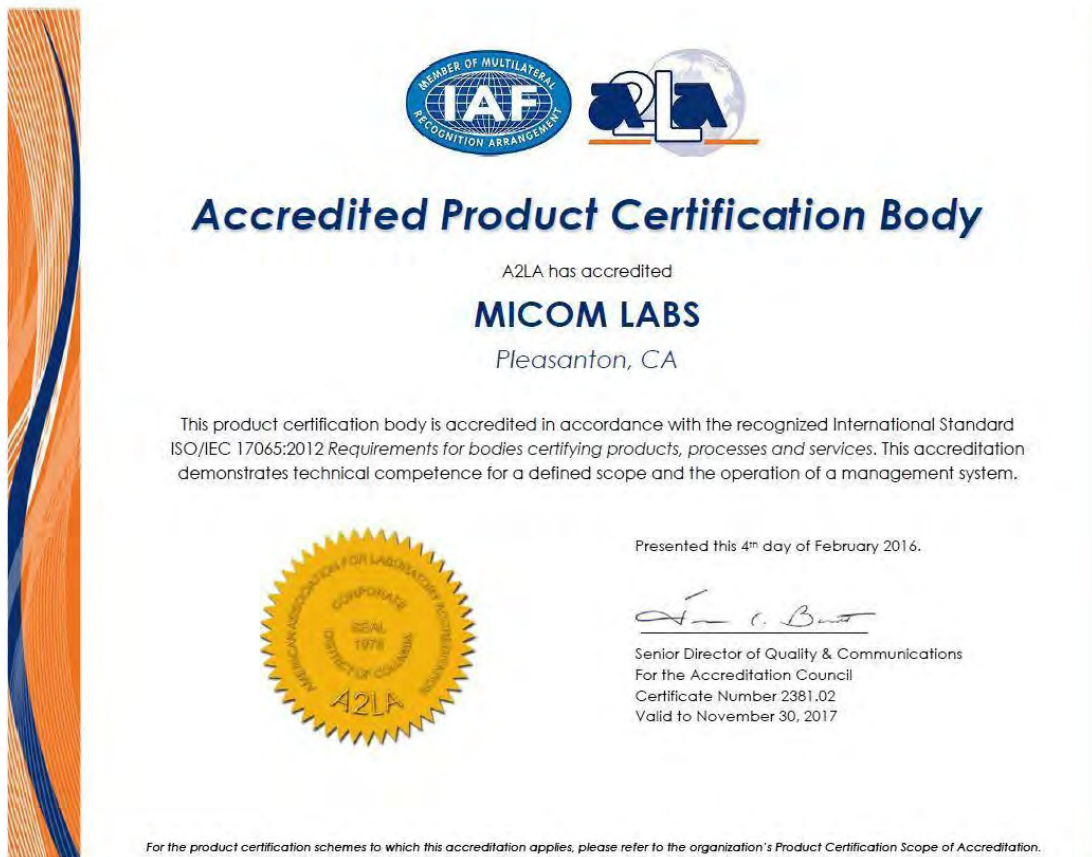 MEMBER OF MULTILATERAL
IAF
RECOGNITION ARRANGEMENT
a2La
Accredited Product Certification Body
A2LA has accredited
MICOM LABS
Pleasanton, CA
This product certification body is accredited in accordance with the recognized International Standard
ISO/IEC 17065:2012 Requirements for bodies certifying products, processes and services. This accreditation
demonstrates technical competence for a defined scope and the operation of a management system.
AMERICAN ASSOCIATION FOR LABORATORY ACCREDITATION
CORPORATE
SEAL
1978
DISTRICT OF COLUMBIA
A2LA
Presented this 4th day of February 2016.
Senior Director of Quality & Communications
For the Accreditation Council
Certificate Number 2381.02
Valid to November 30, 2017
For the product certification schemes to which this accreditation applies, please refer to the organization's Product Certification Scope of Accreditation.